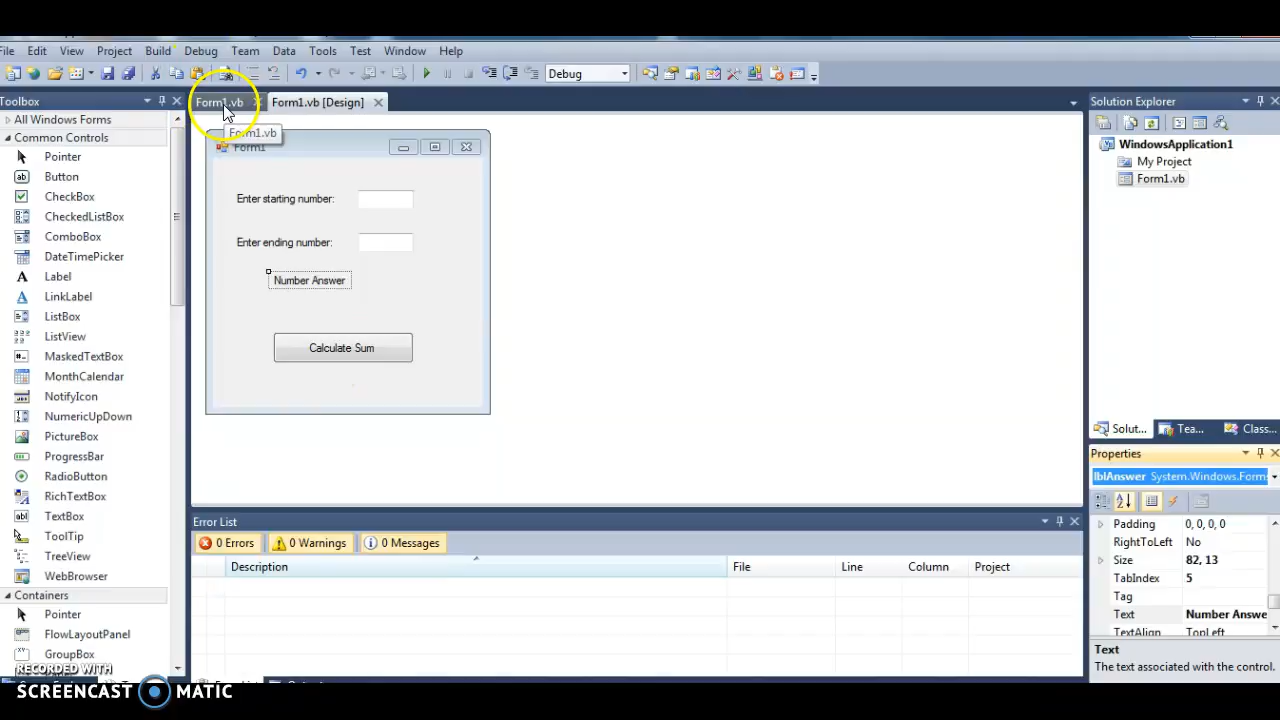 File Edit View Project Build Debug Team Data Tools Test Window Help
Debug
Toolbox
Form1.vb
Form1.vb [Design]
Solution Explorer
All Windows Forms
Common Controls
Pointer
Button
CheckBox
CheckedListBox
ComboBox
DateTimePicker
Label
LinkLabel
ListBox
ListView
MaskedTextBox
MonthCalendar
NotifyIcon
NumericUpDown
PictureBox
ProgressBar
RadioButton
RichTextBox
TextBox
ToolTip
TreeView
WebBrowser
Containers
Pointer
FlowLayoutPanel
GroupBox
Form1.vb
Form1
Enter starting number:
Enter ending number:
Number Answer
Calculate Sum
WindowsApplication1
My Project
Form1.vb
Solut...
Tea...
Class...
Properties
lblAnswer System.Windows.Form
Padding 0, 0, 0, 0
RightToLeft No
Size 82, 13
TabIndex 5
Tag
Text Number Answe
TextAlign TopLeft
Text
The text associated with the control.
Error List
0 Errors
0 Warnings
0 Messages
Description File Line Column Project
RECORDED WITH
SCREENCAST MATIC